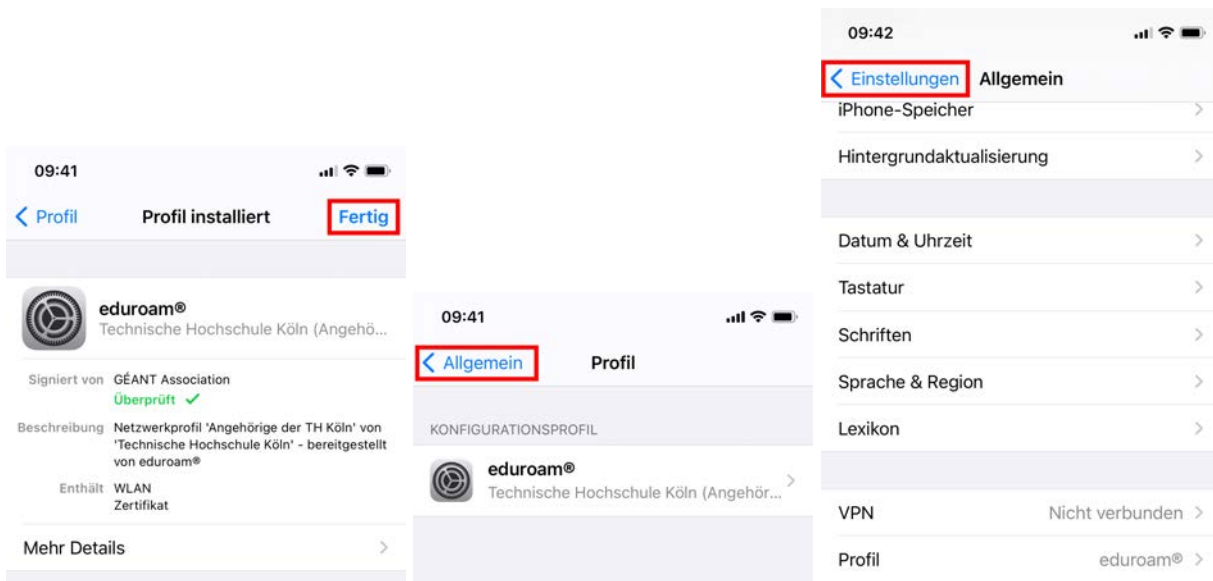 09:41
Profil Profil installiert Fertig
eduroam®
Technische Hochschule Köln (Angehö...
Signiert von GÉANT Association
Überprüft ✓
Beschreibung Netzwerkprofil 'Angehörige der TH Köln' von
'Technische Hochschule Köln' - bereitgestellt
von eduroam®
Enthält WLAN
Zertifikat
Mehr Details
09:41
Allgemein Profil
KONFIGURATIONSPROFIL
eduroam®
Technische Hochschule Köln (Angehör...
09:42
Einstellungen Allgemein
iPhone-Speicher
Hintergrundaktualisierung
Datum & Uhrzeit
Tastatur
Schriften
Sprache & Region
Lexikon
VPN Nicht verbunden
Profil eduroam®